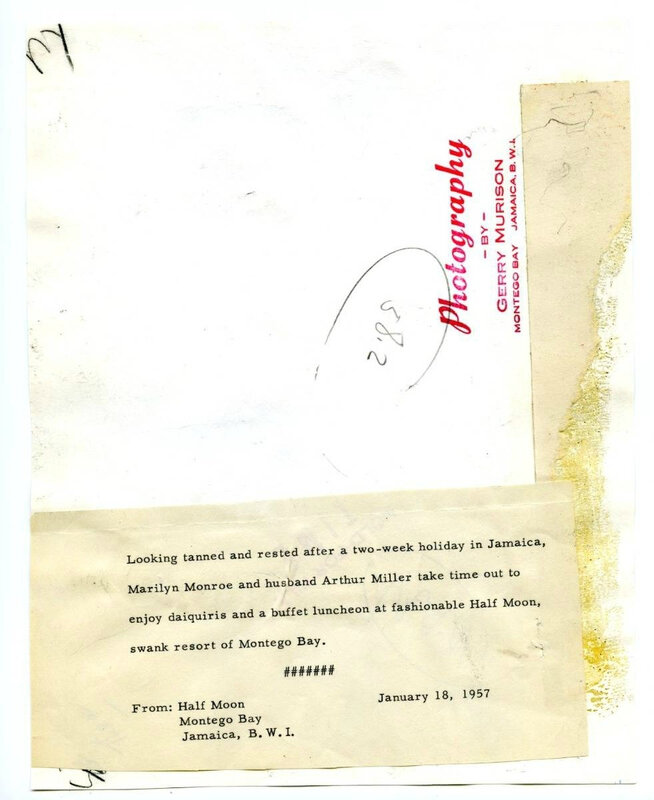 Photography
- BY -
GERRY MURISON
MONTEGO BAY JAMAICA, B.W.I.
Looking tanned and rested after a two-week holiday in Jamaica,
Marilyn Monroe and husband Arthur Miller take time out to
enjoy daiquiris and a buffet luncheon at fashionable Half Moon,
swank resort of Montego Bay.
#######
From: Half Moon
Montego Bay
Jamaica, B. W. I.
January 18, 1957